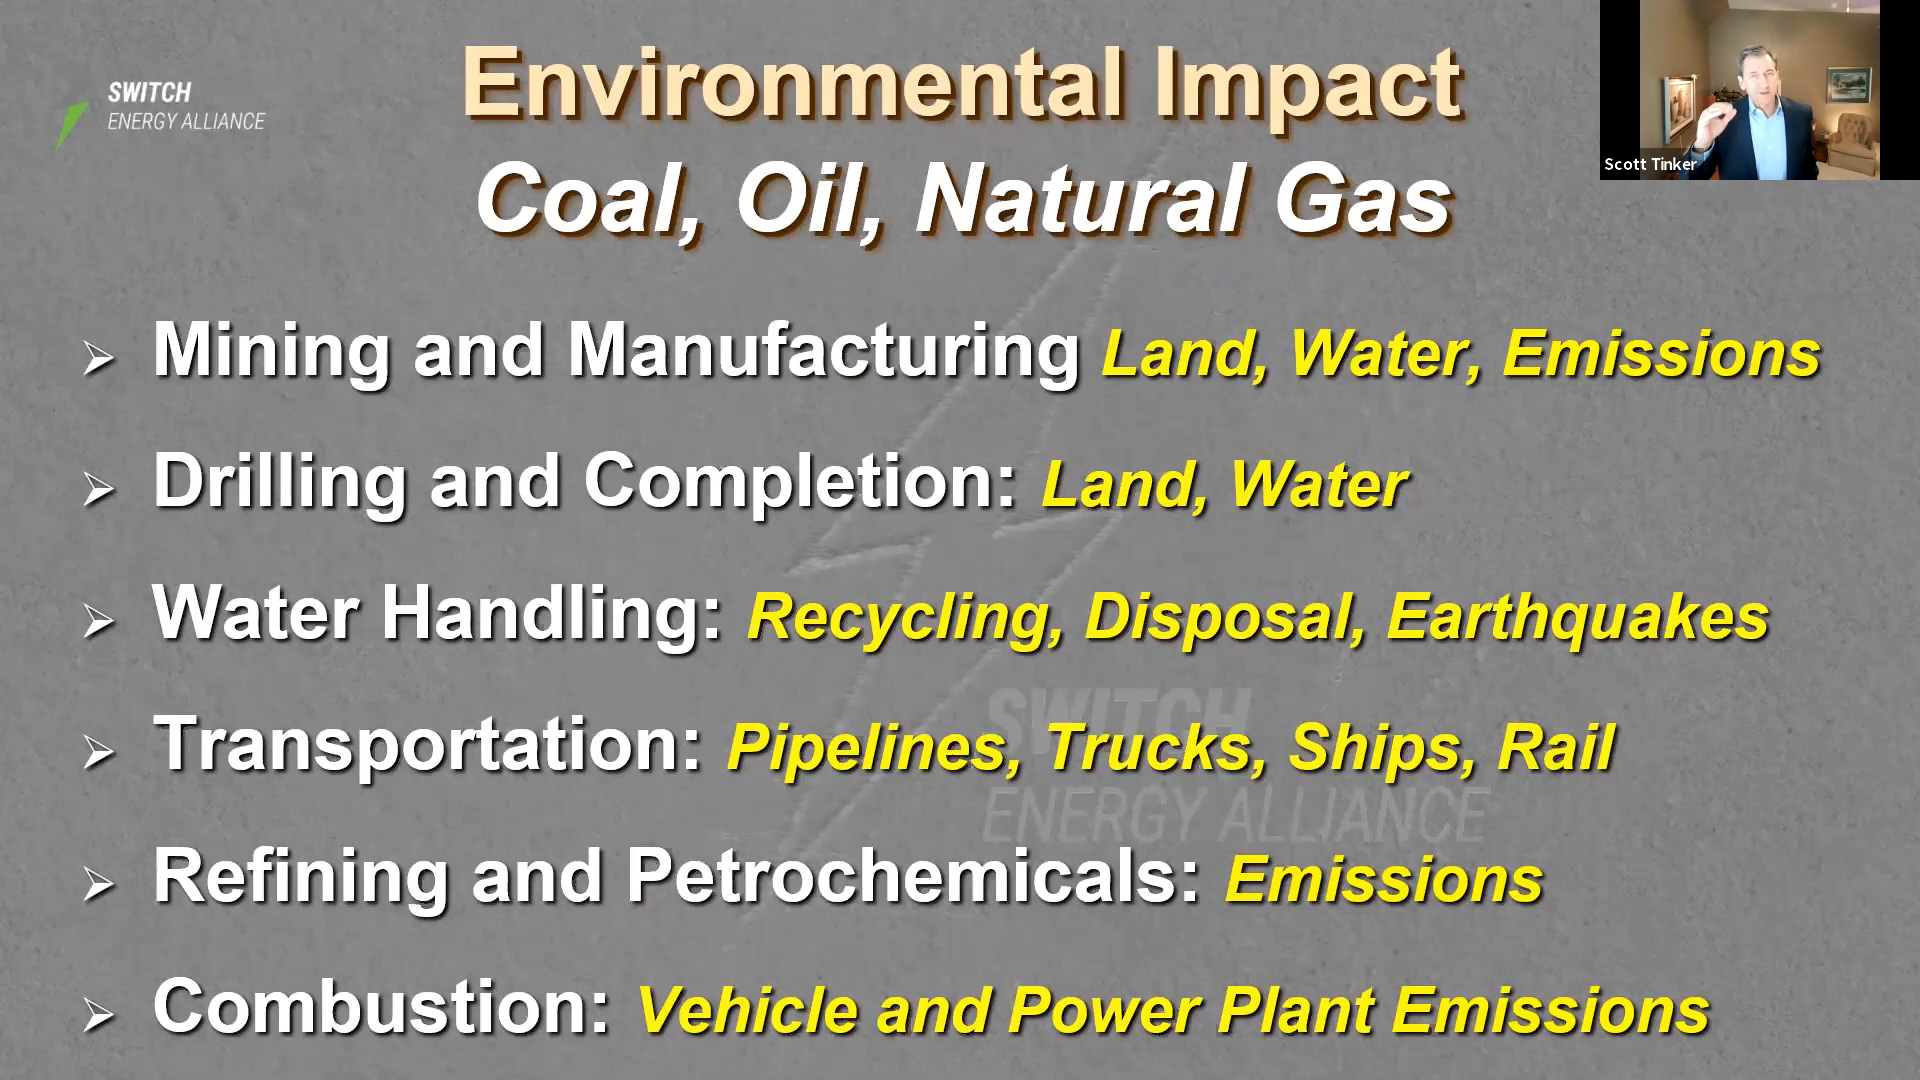 SWITCH
ENERGY ALLIANCE
Environmental Impact
Coal, Oil, Natural Gas
Scott Tinker
Mining and Manufacturing Land, Water, Emissions
Drilling and Completion: Land, Water
Water Handling: Recycling, Disposal, Earthquakes
Transportation: Pipelines, Trucks, Ships, Rail
SWITCH
ENERGY ALLIANCE
Refining and Petrochemicals: Emissions
Combustion: Vehicle and Power Plant Emissions